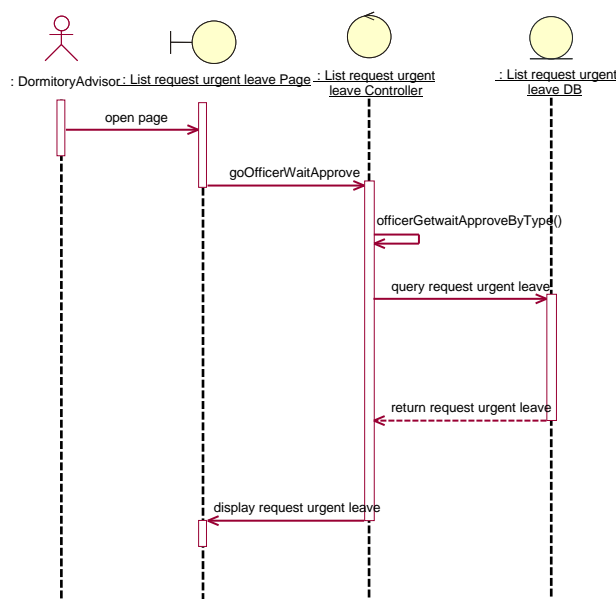 : DormitoryAdvisor
: List request urgent leave Page
: List request urgent
leave Controller
: List request urgent
leave DB
open page
goOfficerWaitApprove
officerGetwaitApproveByType()
query request urgent leave
return request urgent leave
display request urgent leave